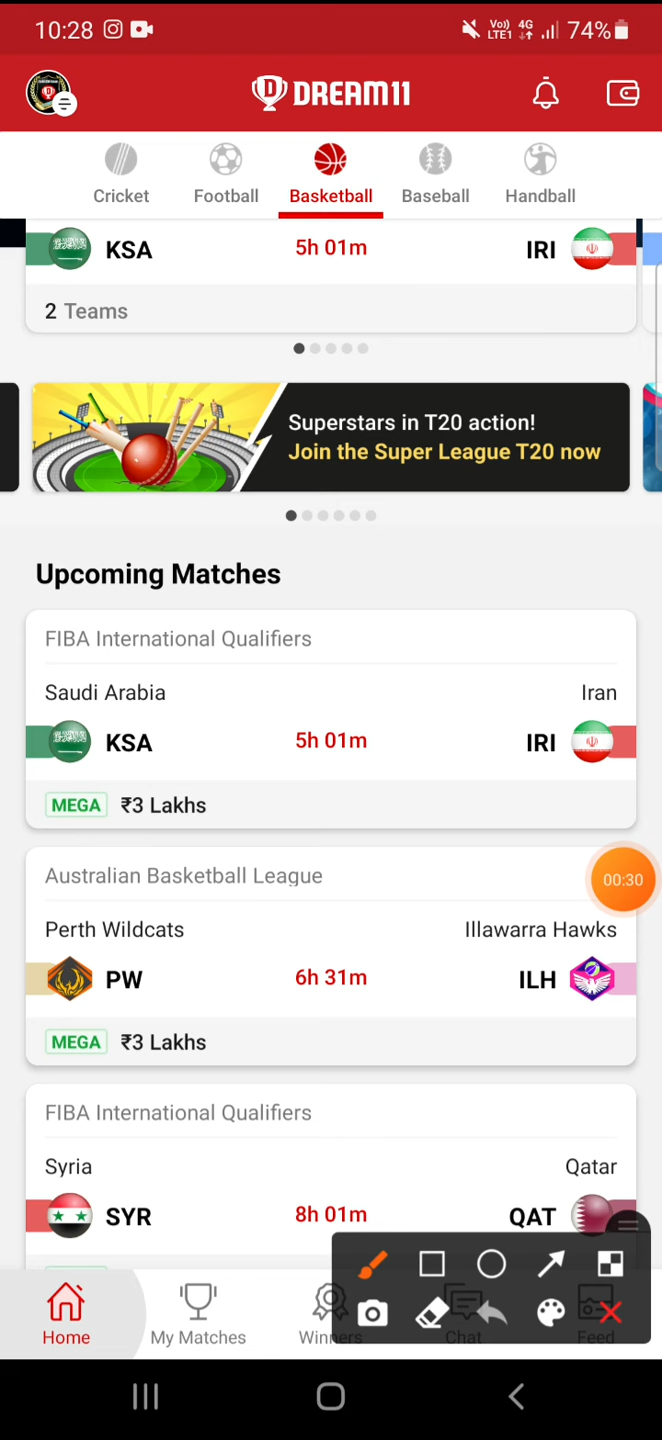 10:28
Vo)) 4G
LTE1
74%
DREAM11
Cricket Football Basketball Baseball Handball
KSA 5h 01m IRI
2 Teams
Superstars in T20 action!
Join the Super League T20 now
Upcoming Matches
FIBA International Qualifiers
Saudi Arabia Iran
KSA 5h 01m IRI
MEGA ₹3 Lakhs
Australian Basketball League
00:30
Perth Wildcats Illawarra Hawks
PW 6h 31m ILH
MEGA ₹3 Lakhs
FIBA International Qualifiers
Syria Qatar
SYR 8h 01m QAT
Home My Matches Winners Chat Feed